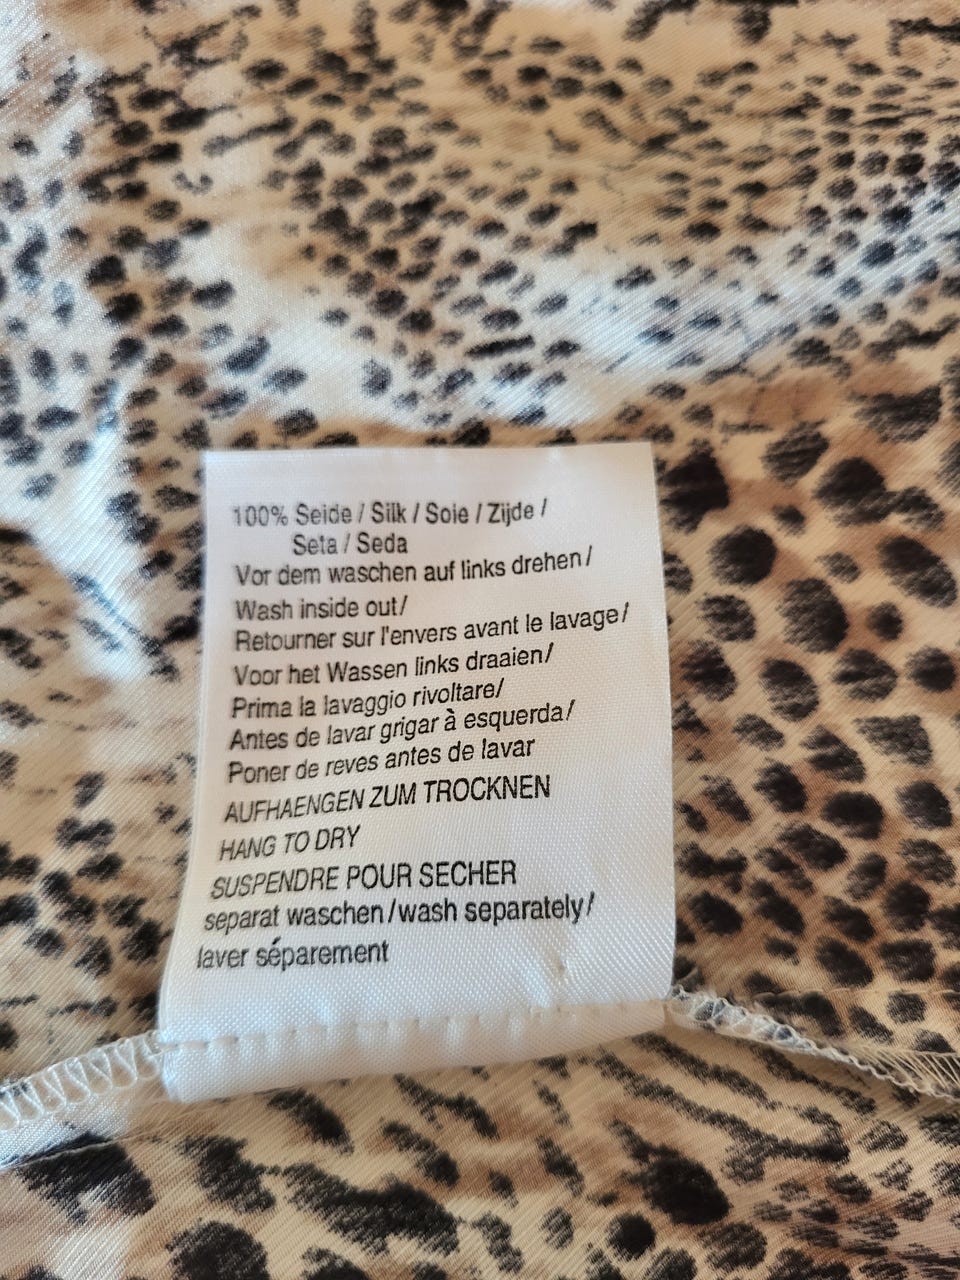 100% Seide / Silk / Soie / Zijde /
Seta / Seda
Vor dem waschen auf links drehen /
Wash inside out /
Retourner sur l'envers avant le lavage /
Voor het Wassen links draaien/
Prima la lavaggio rivoltare/
Antes de lavar grigar à esquerda/
Poner de reves antes de lavar
AUFHAENGEN ZUM TROCKNEN
HANG TO DRY
SUSPENDRE POUR SECHER
separat waschen / wash separately/
laver séparement